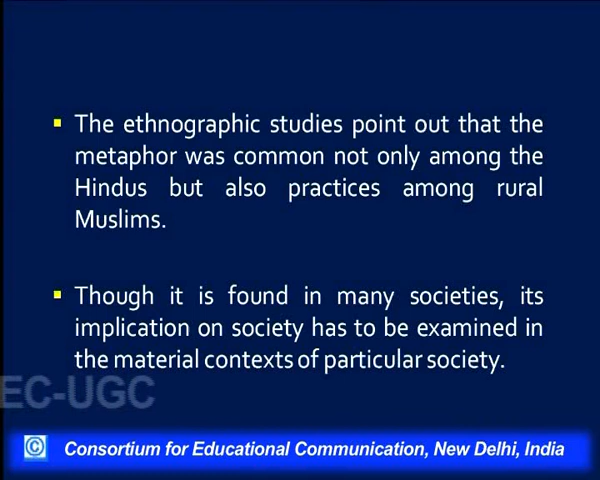 The ethnographic studies point out that the
metaphor was common not only among the
Hindus but also practices among rural
Muslims.
Though it is found in many societies, its
implication on society has to be examined in
the material contexts of particular society.
EC-UGC
© Consortium for Educational Communication, New Delhi, India